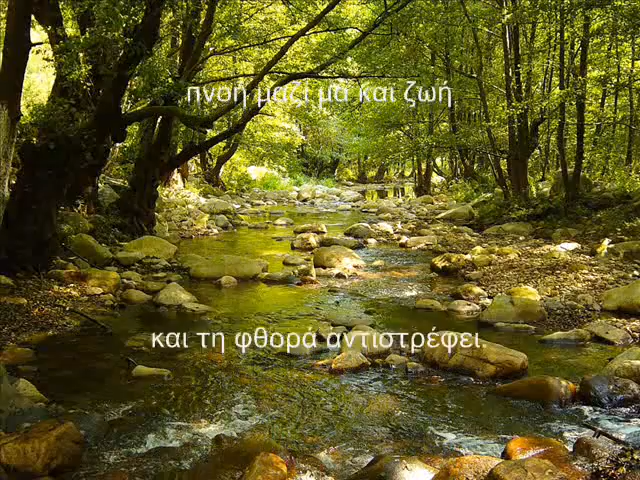 πνοή μαζί μα και ζωή
και τη φθορά αντιστρέφει